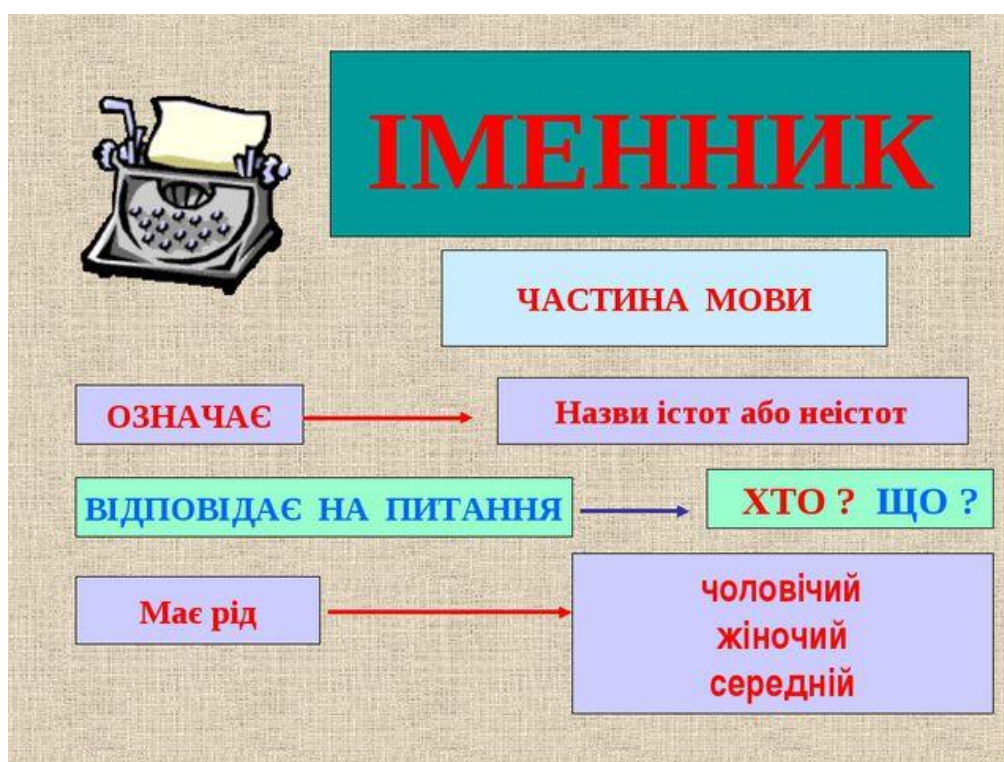 ІМЕННИК
ЧАСТИНА МОВИ
ОЗНАЧАЄ
Назви істот або неістот
ВІДПОВІДАЄ НА ПИТАННЯ
ХТО ? ЩО ?
Має рід
чоловічий
жіночий
середній